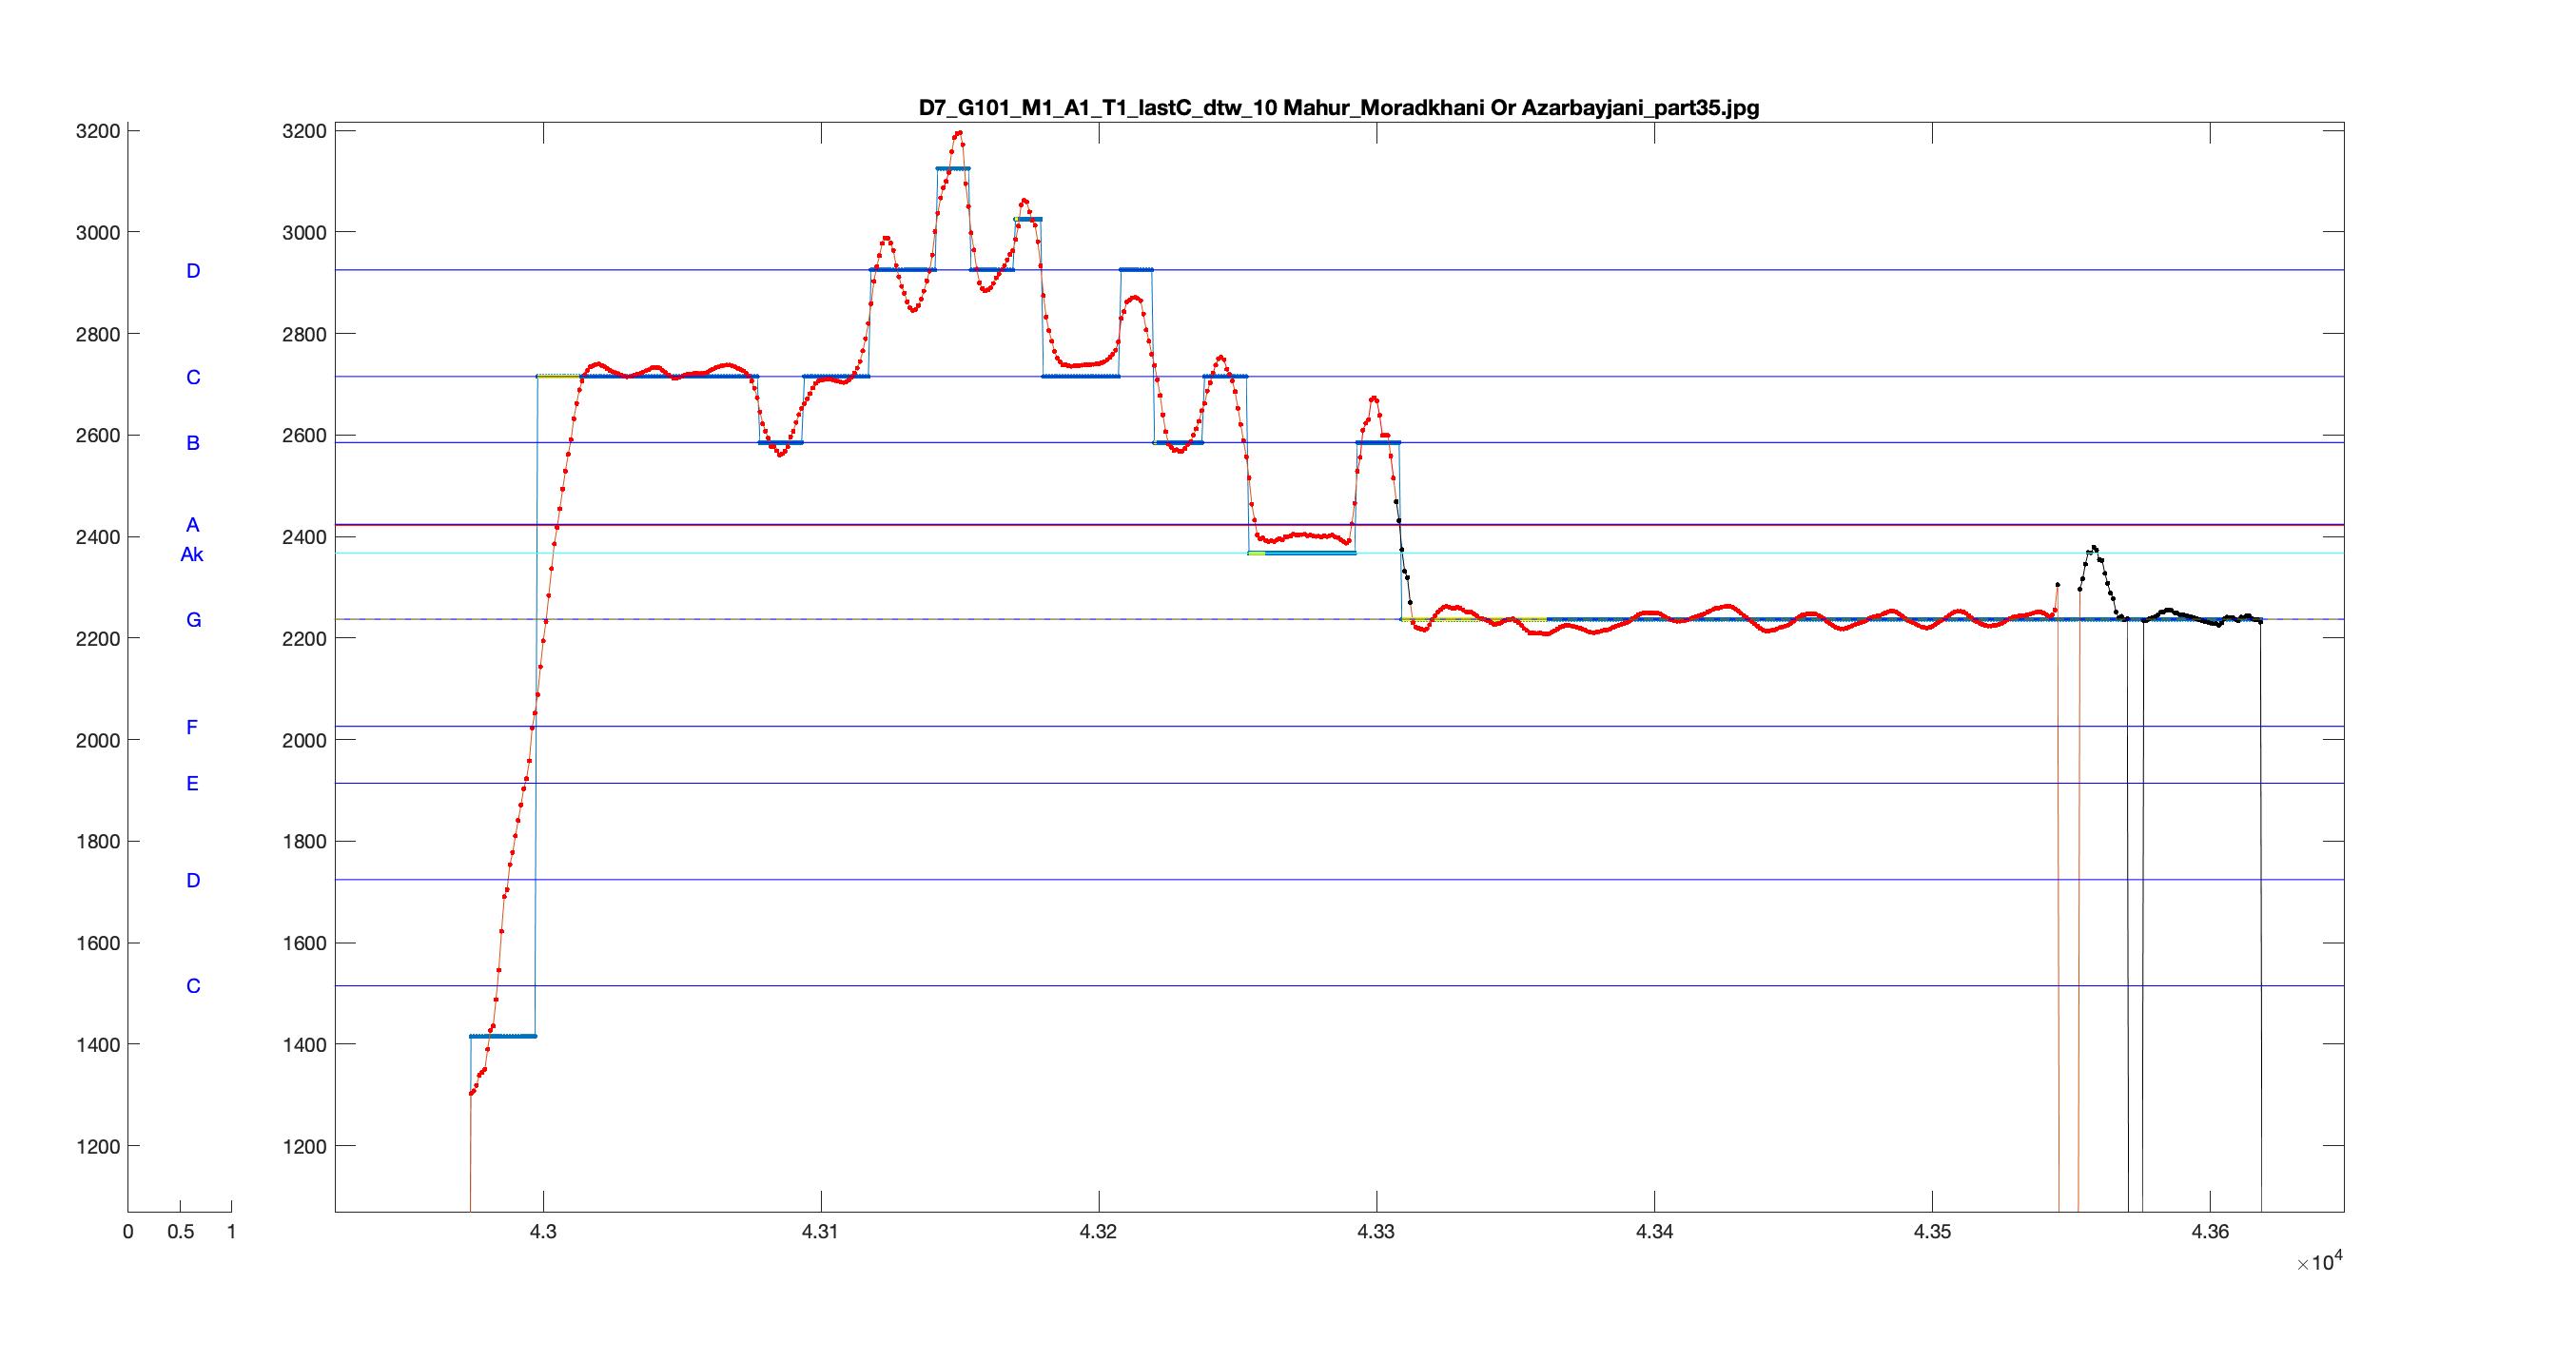 D7_G101_M1_A1_T1_lastC_dtw_10 Mahur_Moradkhani Or Azarbayjani_part35.jpg
3200 3200
3000 3000
D
2800 2800
C
2600 2600
B
A
2400 2400
Ak
G
2200 2200
F
2000 2000
E
1800 1800
D
1600 1600
C
1400 1400
1200 1200
0 0.5 1 4.3 4.31 4.32 4.33 4.34 4.35 4.36
×10⁴